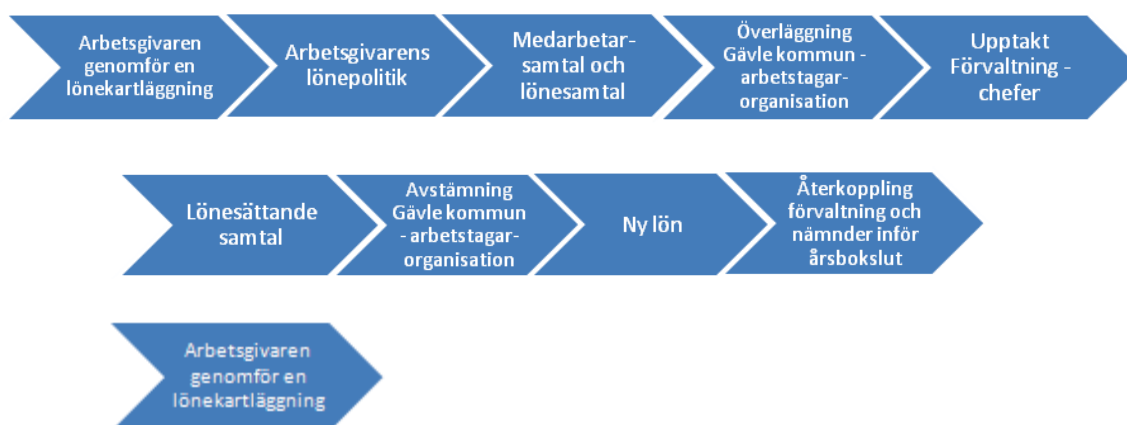 Arbetsgivaren
genomför en
lönekartläggning
Arbetsgivarens
lönepolitik
Medarbetar-
samtal och
lönesamtal
Överläggning
Gävle kommun -
arbetstagar-
organisation
Upptakt
Förvaltning -
chefer
Lönesättande
samtal
Avstämning
Gävle kommun
- arbetstagar-
organisation
Ny lön
Återkoppling
förvaltning och
nämnder inför
årsbokslut
Arbetsgivaren
genomför en
lönekartläggning